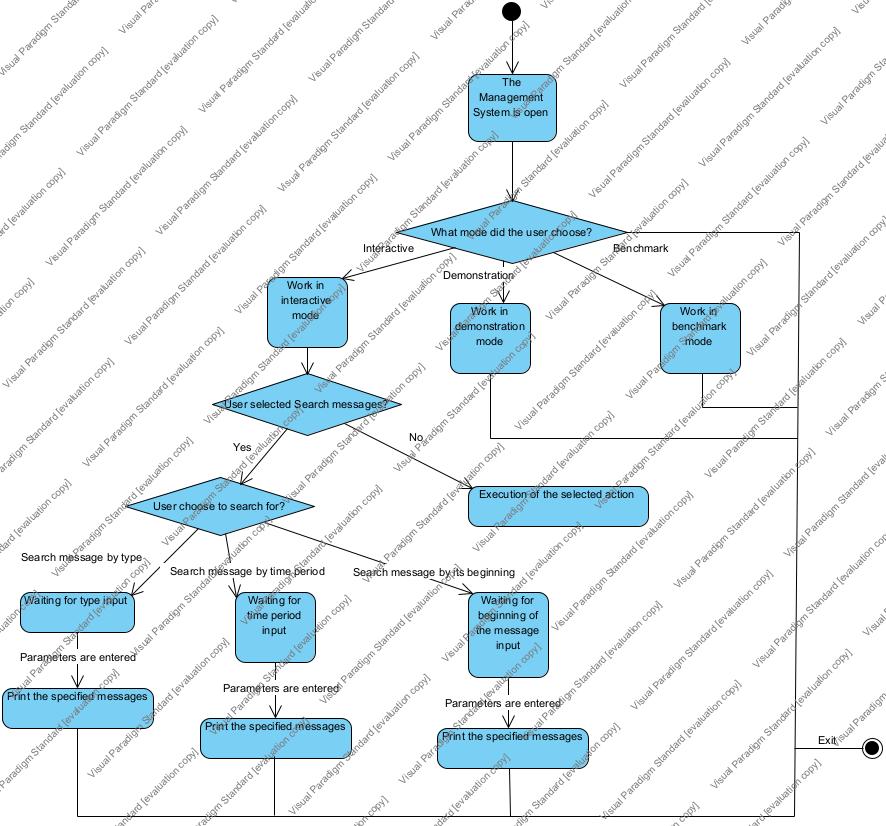 The
Management
System is open
What mode did the user choose?
Interactive
Demonstration
Benchmark
Work in
interactive
mode
Work in
demonstration
mode
Work in
benchmark
mode
User selected Search messages?
Yes
No
User choose to search for?
Execution of the selected action
Search message by type
Search message by time period
Search message by its beginning
Waiting for type input
Waiting for
time period
input
Waiting for
beginning of
the message
input
Parameters are entered
Parameters are entered
Parameters are entered
Print the specified messages
Print the specified messages
Print the specified messages
Exit
Visual Paradigm Standard [evaluation copy]